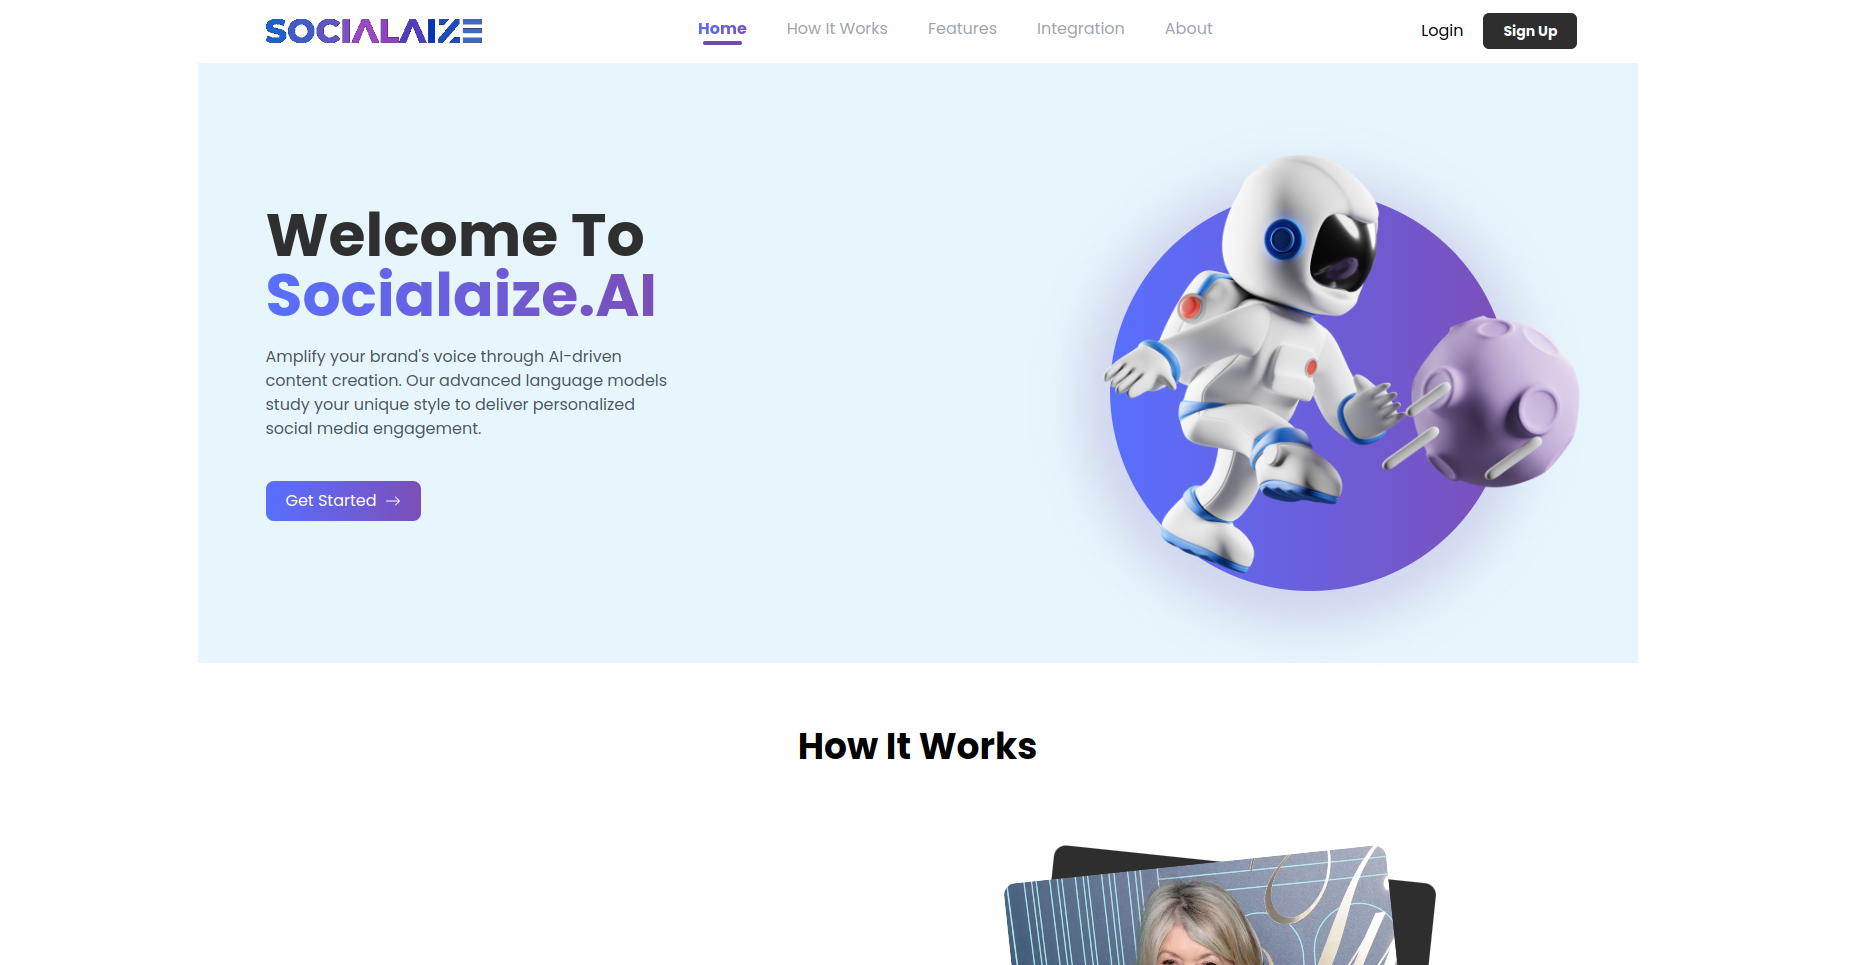 SOCIALAIZE
Home
How It Works
Features
Integration
About
Login
Sign Up
Welcome To
Socialaize.AI
Amplify your brand's voice through AI-driven
content creation. Our advanced language models
study your unique style to deliver personalized
social media engagement.
Get Started →
How It Works